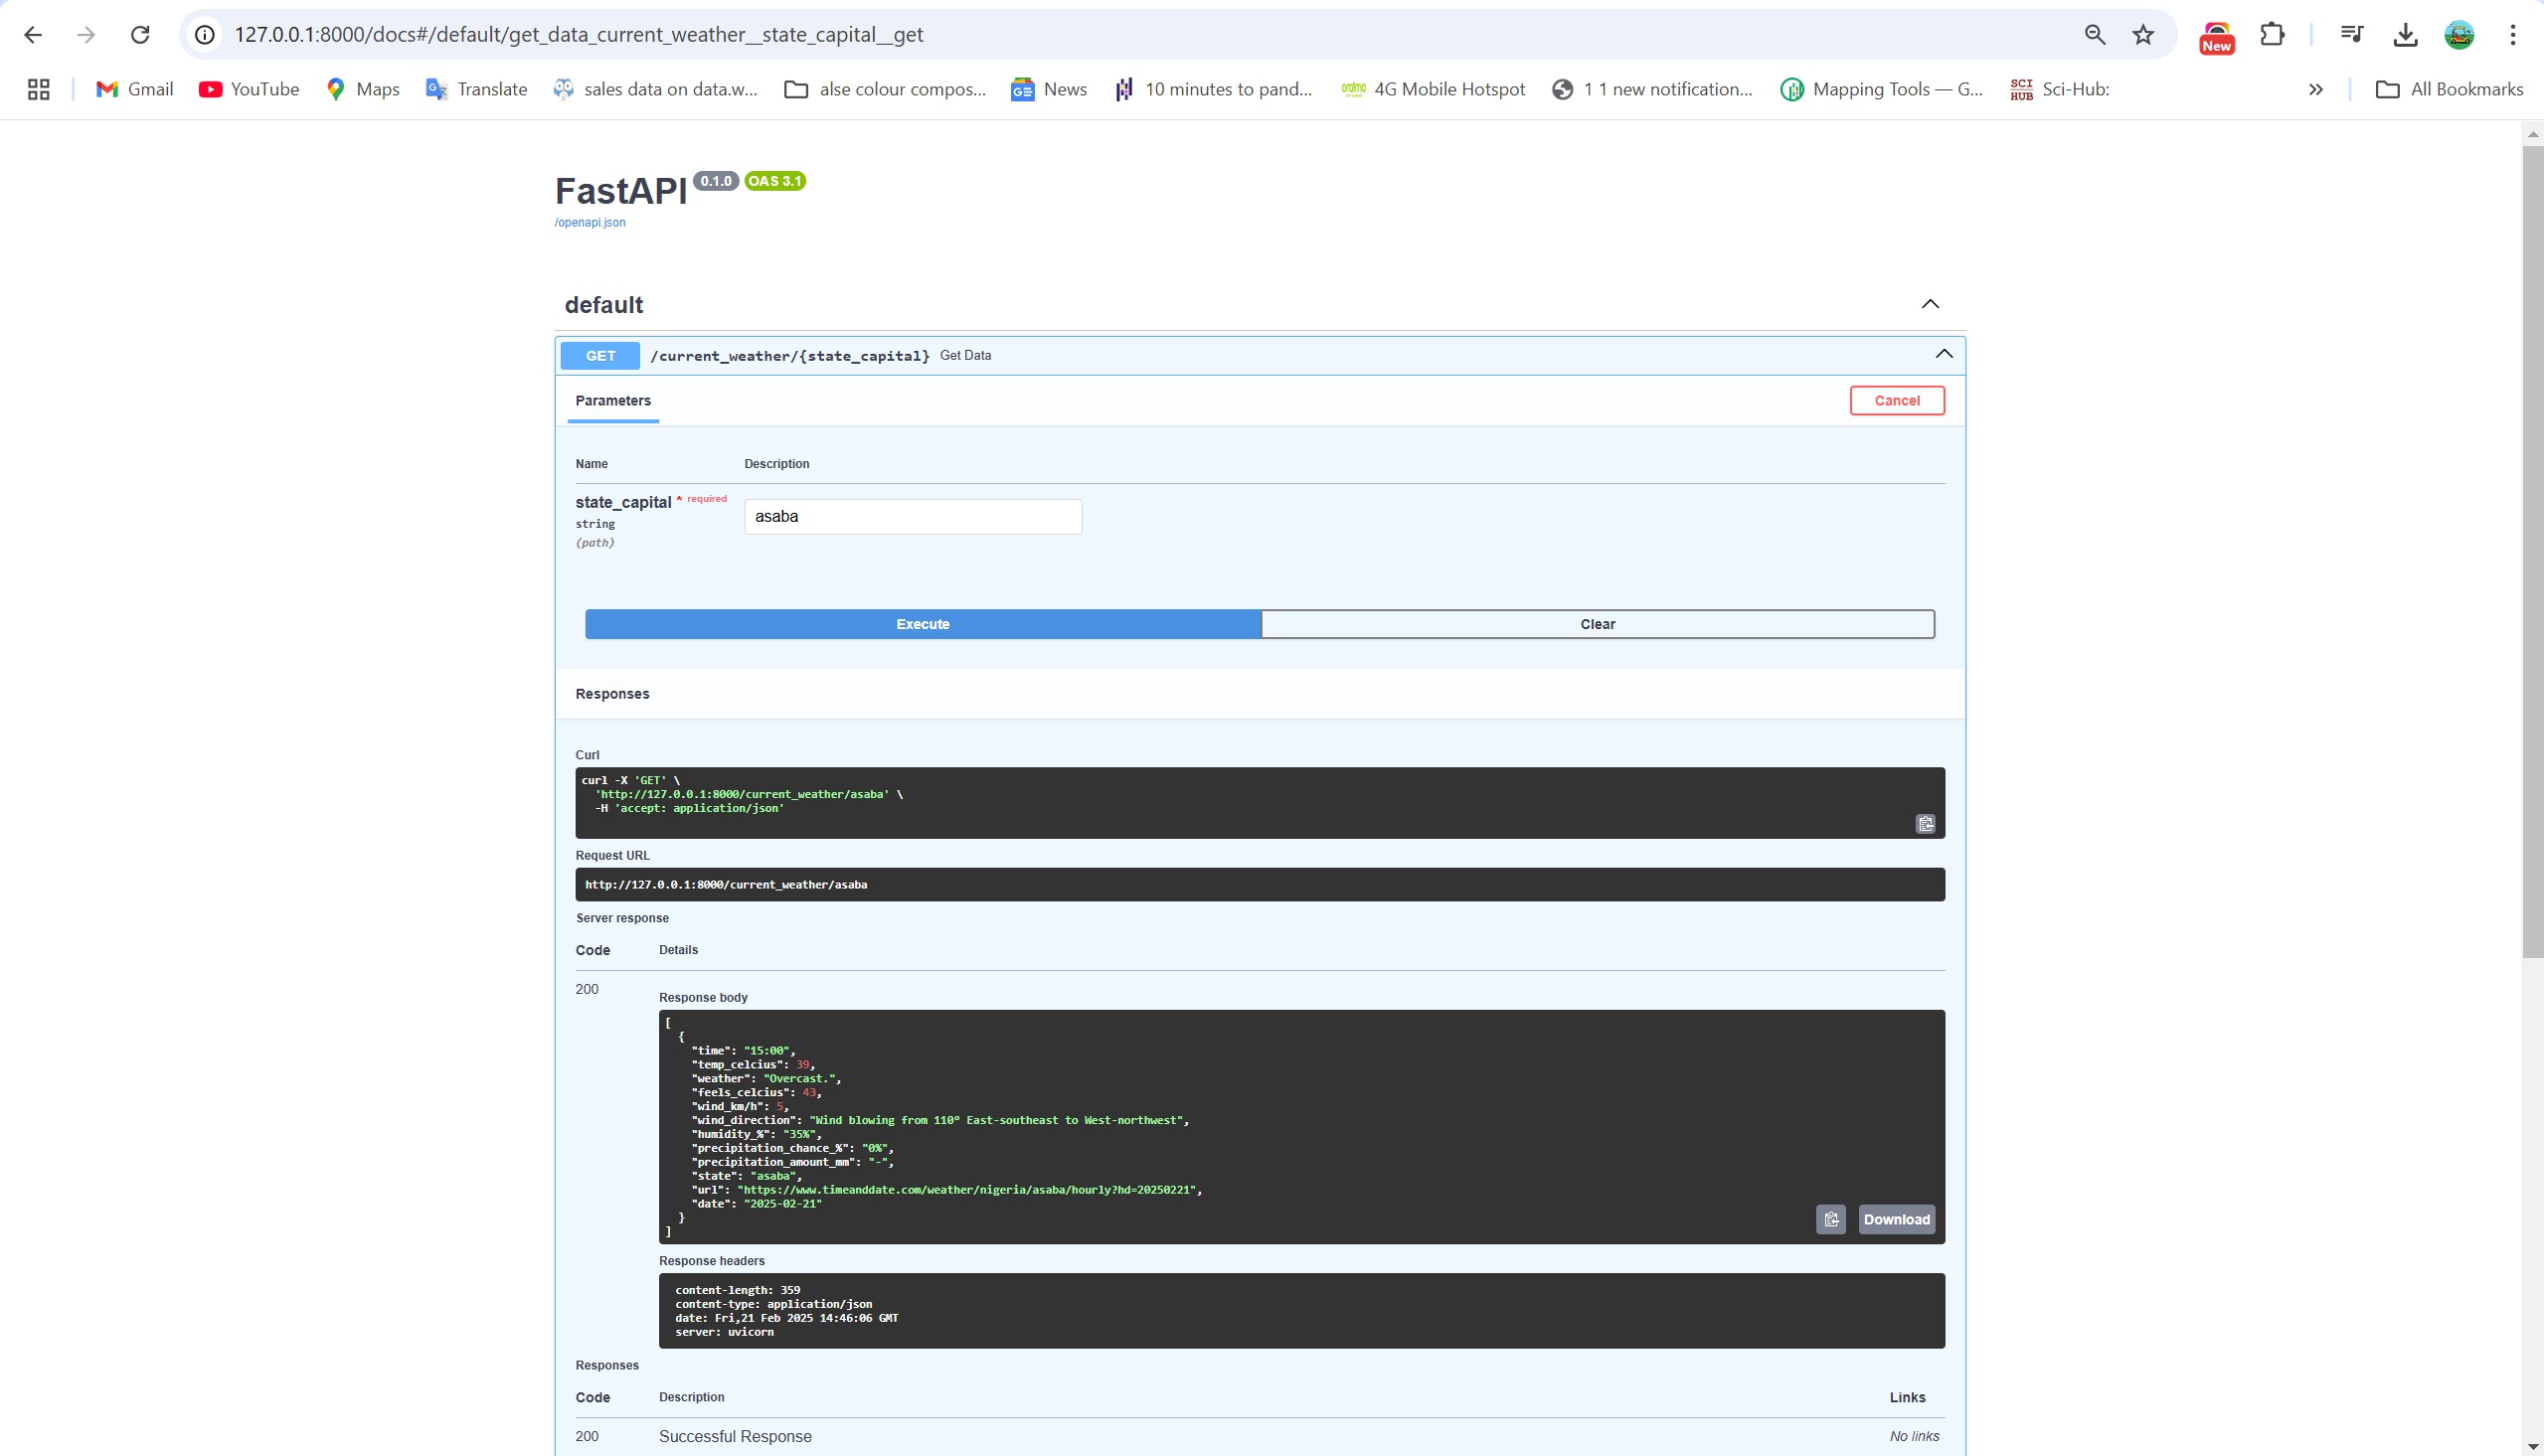 127.0.0.1:8000/docs#/default/get_data_current_weather__state_capital__get
New
Gmail
YouTube
Maps
Translate
sales data on data.w...
alse colour compos...
News
10 minutes to pand...
oraimo 4G Mobile Hotspot
1 1 new notification...
Mapping Tools — G...
SCI HUB Sci-Hub:
All Bookmarks
FastAPI 0.1.0 OAS 3.1
/openapi.json
default
GET /current_weather/{state_capital} Get Data
Parameters
Cancel
Name Description
state_capital * required
string
(path)
asaba
Execute
Clear
Responses
Curl
curl -X 'GET' \
'http://127.0.0.1:8000/current_weather/asaba' \
-H 'accept: application/json'
Request URL
http://127.0.0.1:8000/current_weather/asaba
Server response
Code Details
200
Response body
[
{
"time": "15:00",
"temp_celcius": 39,
"weather": "Overcast.",
"feels_celcius": 43,
"wind_km/h": 5,
"wind_direction": "Wind blowing from 110° East-southeast to West-northwest",
"humidity_%": "35%",
"precipitation_chance_%": "0%",
"precipitation_amount_mm": "-",
"state": "asaba",
"url": "https://www.timeanddate.com/weather/nigeria/asaba/hourly?hd=20250221",
"date": "2025-02-21"
}
]
Download
Response headers
content-length: 359
content-type: application/json
date: Fri,21 Feb 2025 14:46:06 GMT
server: uvicorn
Responses
Code Description Links
200 Successful Response No links